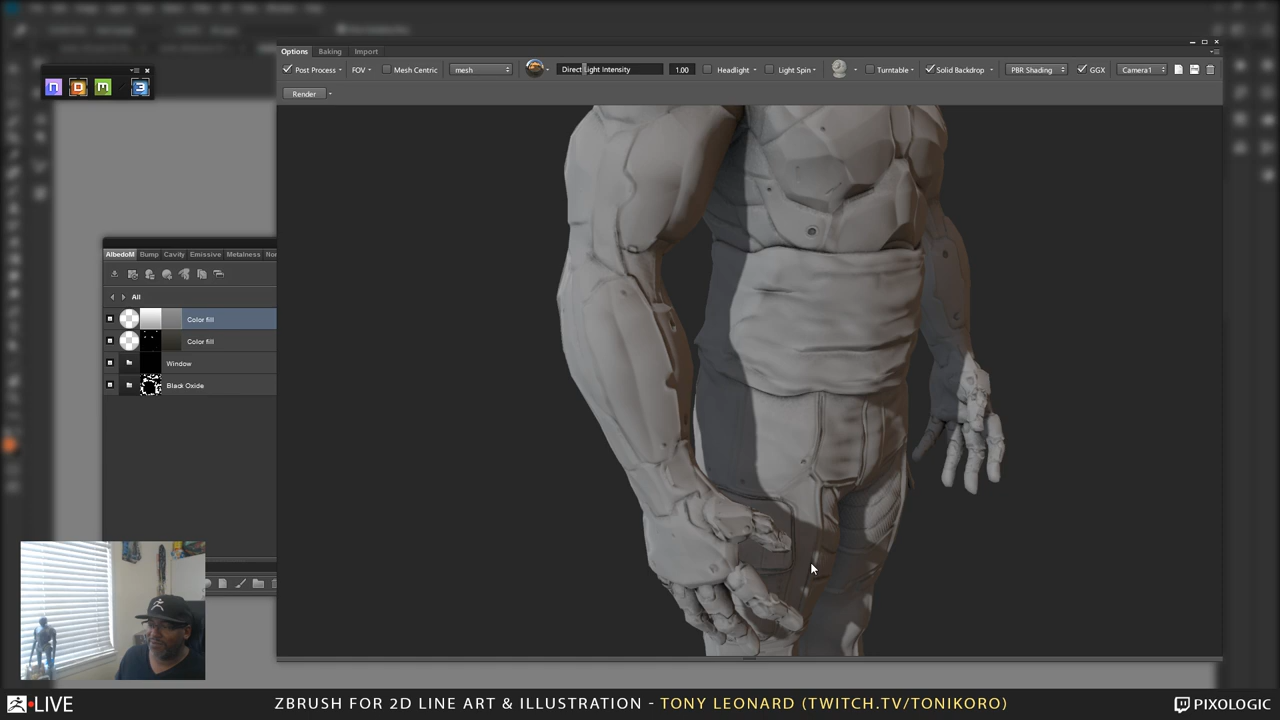 Options Baking Import
Post Process FOV Mesh Centric mesh Direct Light Intensity 1.00 Headlight Light Spin Turntable Solid Backdrop PBR Shading GGX Camera1
Render
AlbedoM Bump Cavity Emissive Metalness Nor
All
Color fill
Color fill
Window
Black Oxide
LIVE
ZBRUSH FOR 2D LINE ART & ILLUSTRATION - TONY LEONARD (TWITCH.TV/TONIKORO)
PIXOLOGIC